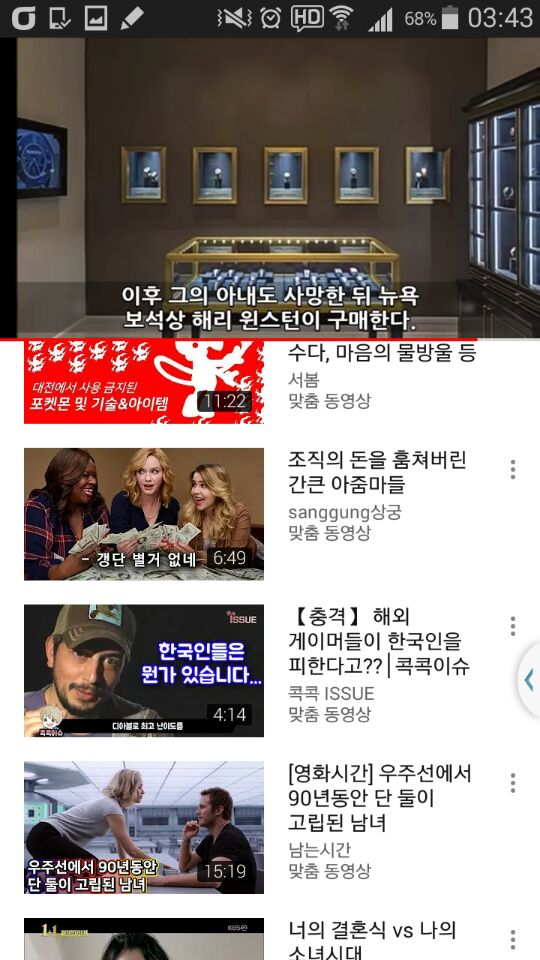 HD
68%
03:43
이후 그의 아내도 사망한 뒤 뉴욕
보석상 해리 윈스턴이 구매한다.
대전에서 사용 금지된
포켓몬 및 기술&아이템
11:22
수다, 마음의 물방울 등
서봄
맞춤 동영상
- 갱단 별거 없네
6:49
조직의 돈을 훔쳐버린
간큰 아줌마들
sanggung상궁
맞춤 동영상
ISSUE
한국인들은
뭔가 있습니다...
디아블로 최고 난이도를
콕콕이슈
4:14
【충격】 해외
게이머들이 한국인을
피한다고??│콕콕이슈
콕콕 ISSUE
맞춤 동영상
우주선에서 90년동안
단 둘이 고립된 남녀
15:19
[영화시간] 우주선에서
90년동안 단 둘이
고립된 남녀
남는시간
맞춤 동영상
KBS
너의 결혼식 vs 나의
소녀시대